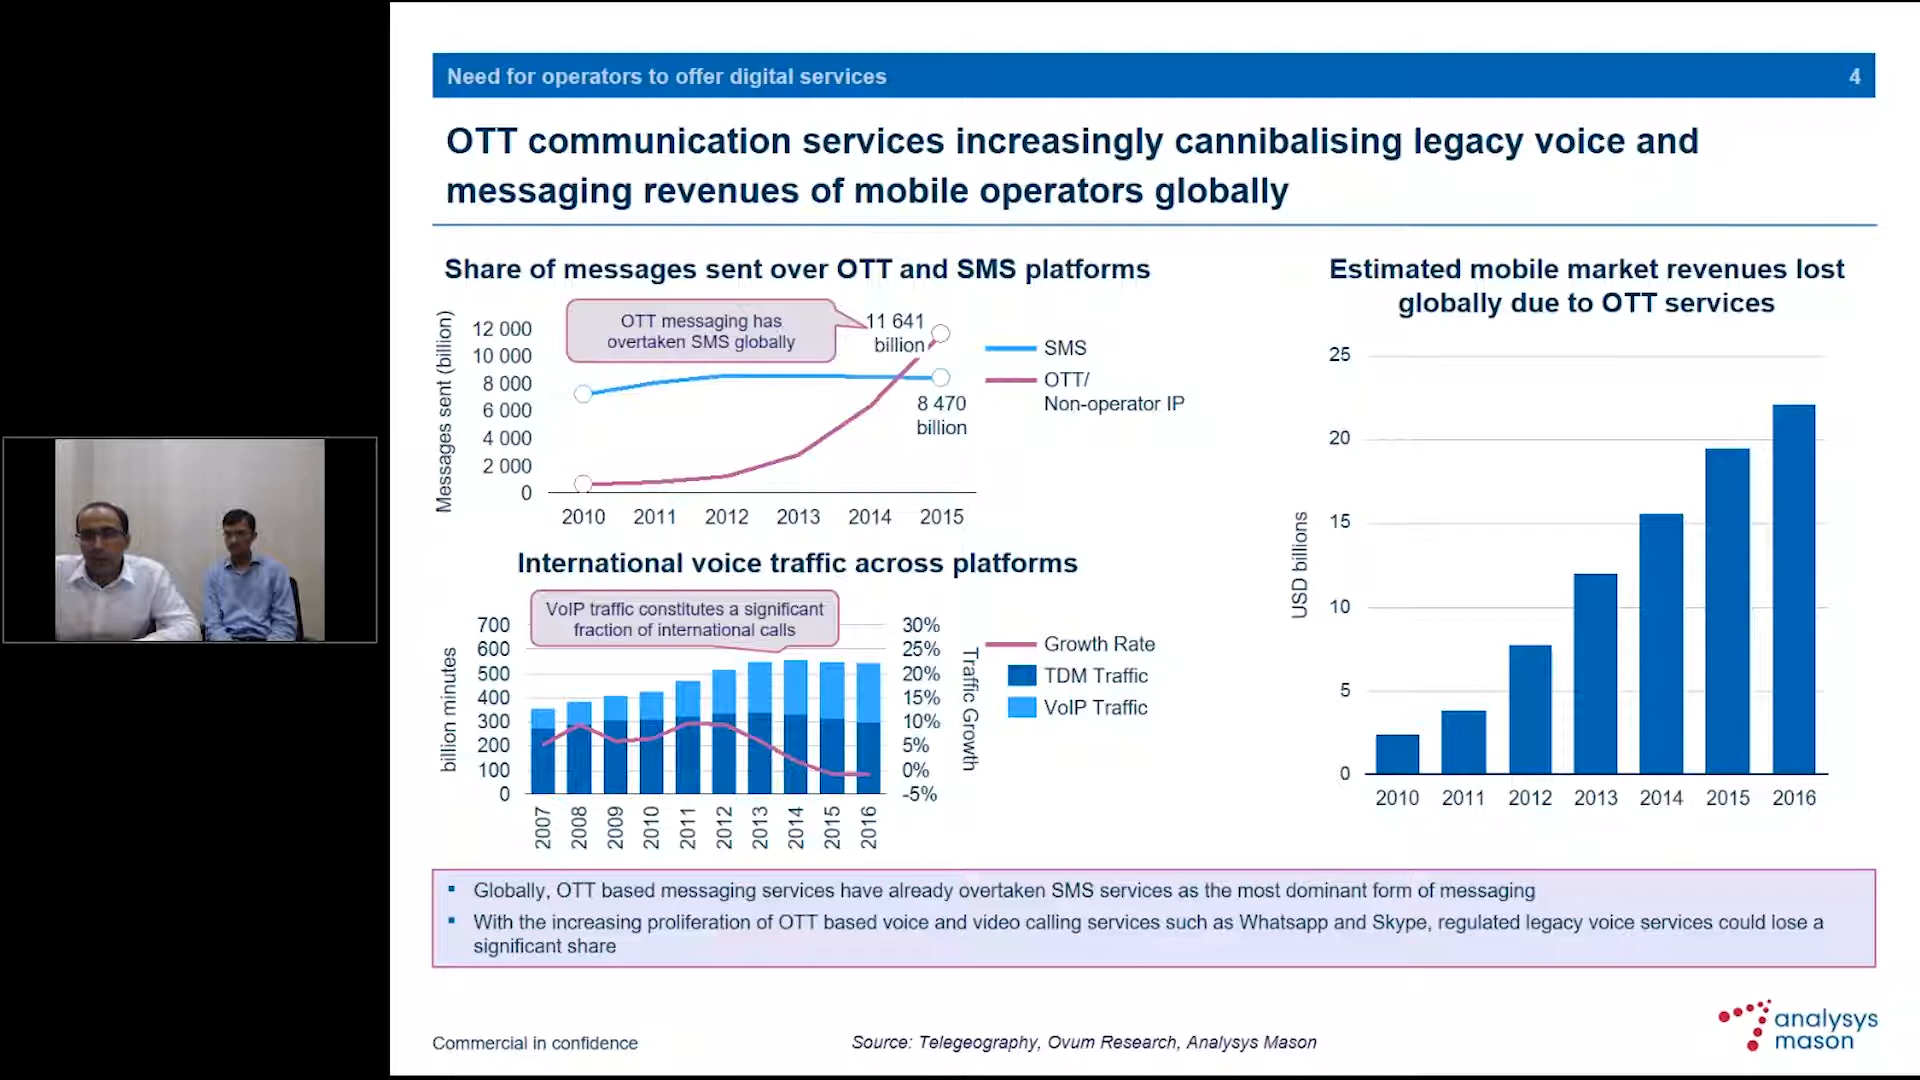 Need for operators to offer digital services 4
OTT communication services increasingly cannibalising legacy voice and
messaging revenues of mobile operators globally
Share of messages sent over OTT and SMS platforms
OTT messaging has
overtaken SMS globally
11 641
billion
8 470
billion
Messages sent (billion)
12 000
10 000
8 000
6 000
4 000
2 000
0
2010 2011 2012 2013 2014 2015
SMS
OTT/
Non-operator IP
International voice traffic across platforms
VoIP traffic constitutes a significant
fraction of international calls
billion minutes
700
600
500
400
300
200
100
0
30%
25%
20%
15%
10%
5%
0%
-5%
Traffic Growth
2007 2008 2009 2010 2011 2012 2013 2014 2015 2016
Growth Rate
TDM Traffic
VoIP Traffic
Estimated mobile market revenues lost
globally due to OTT services
USD billions
25
20
15
10
5
0
2010 2011 2012 2013 2014 2015 2016
Globally, OTT based messaging services have already overtaken SMS services as the most dominant form of messaging
With the increasing proliferation of OTT based voice and video calling services such as Whatsapp and Skype, regulated legacy voice services could lose a
significant share
Commercial in confidence
Source: Telegeography, Ovum Research, Analysys Mason
analysys
mason